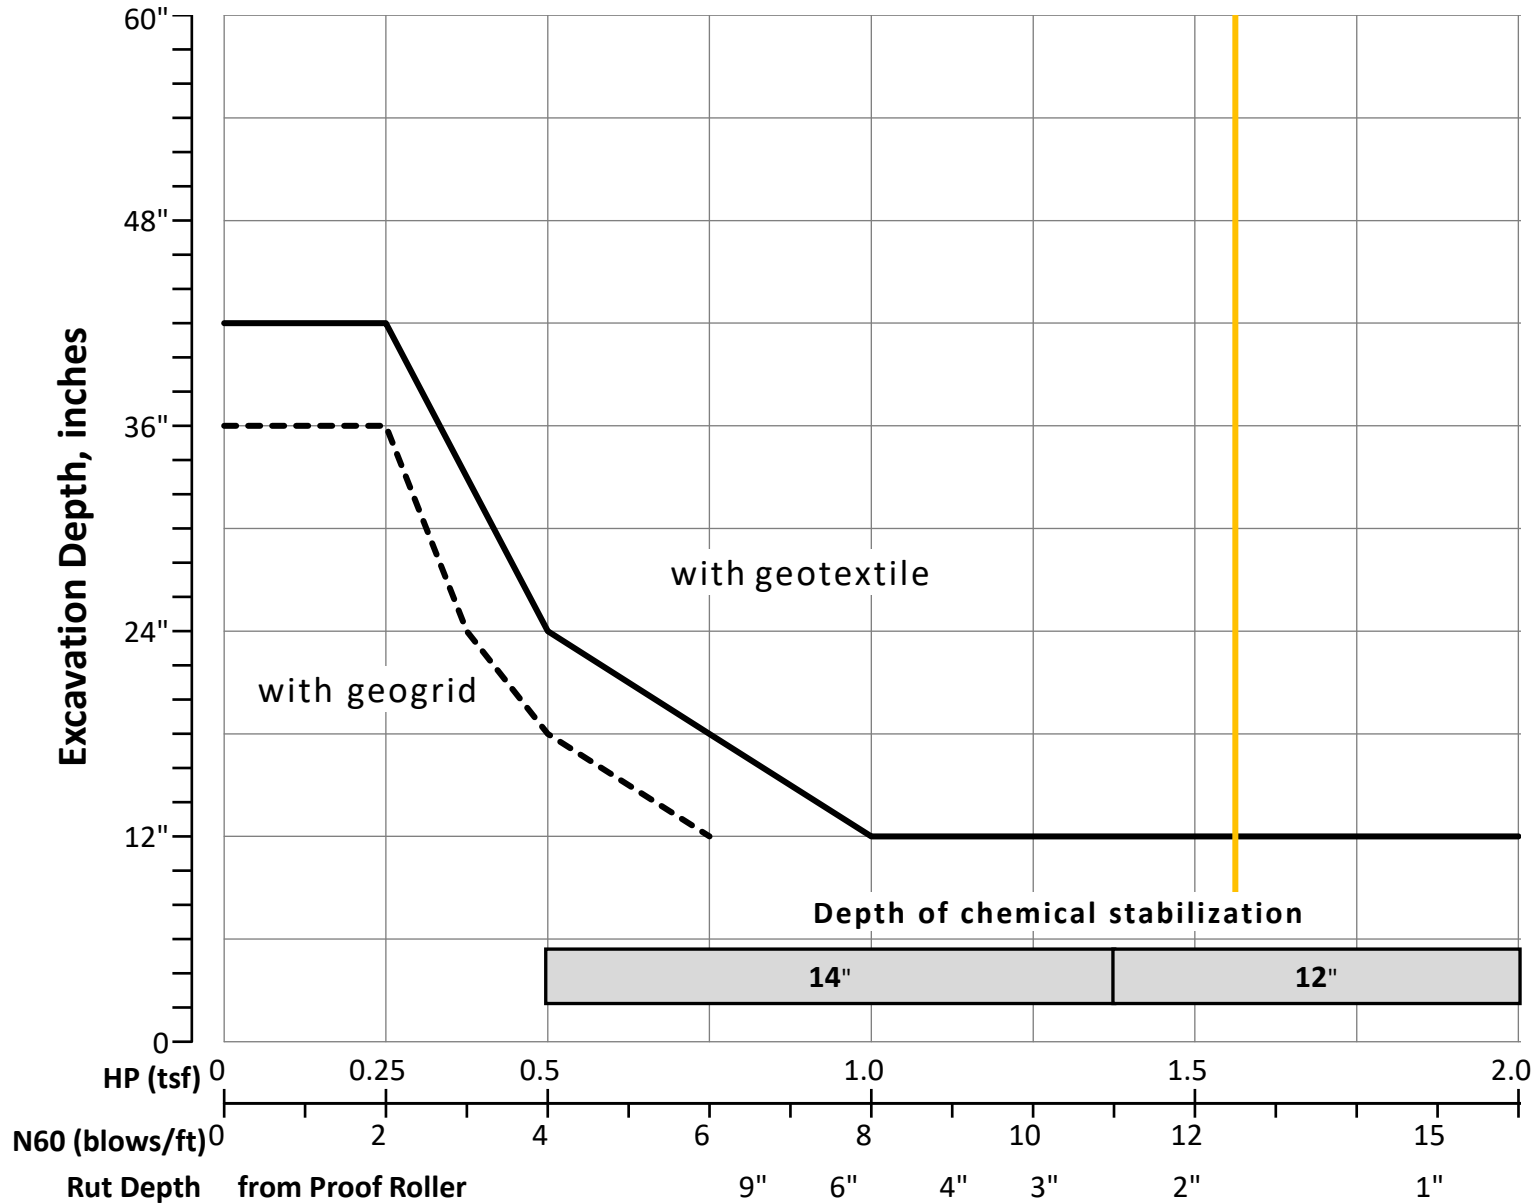 60"
48"
36"
24"
12"
0
Excavation Depth, inches
with geotextile
with geogrid
Depth of chemical stabilization
14"
12"
HP (tsf) 0 0.25 0.5 1.0 1.5 2.0
N60 (blows/ft) 0 2 4 6 8 10 12 15
Rut Depth from Proof Roller 9" 6" 4" 3" 2" 1"